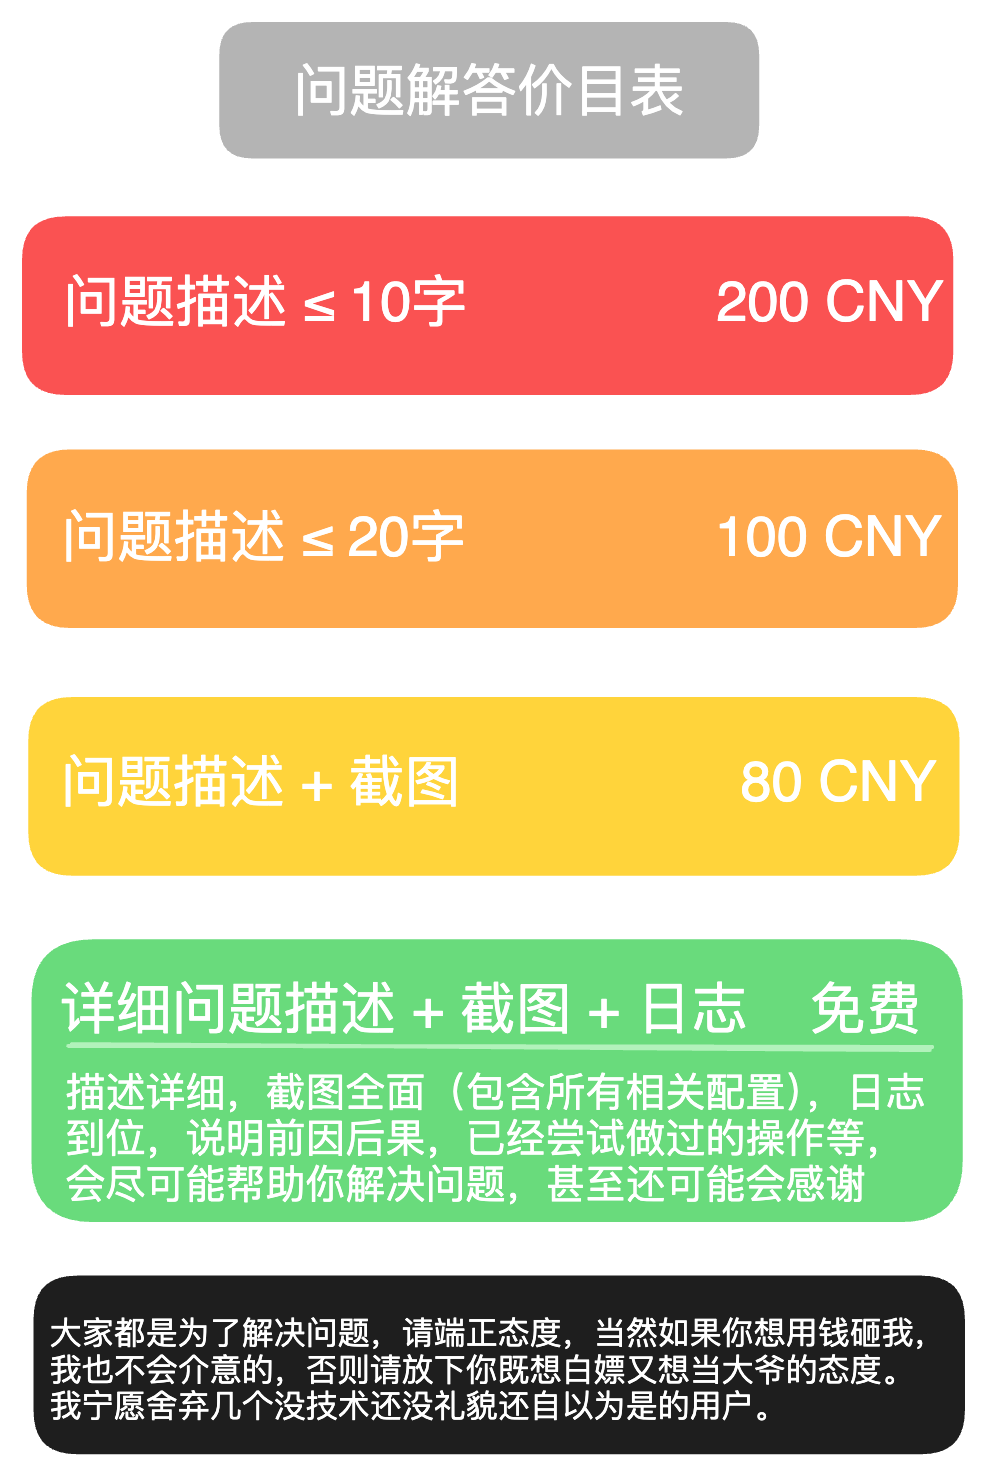 问题解答价目表
问题描述 ≤ 10字 200 CNY
问题描述 ≤ 20字 100 CNY
问题描述 + 截图 80 CNY
详细问题描述 + 截图 + 日志 免费
描述详细，截图全面（包含所有相关配置），日志
到位，说明前因后果，已经尝试做过的操作等，
会尽可能帮助你解决问题，甚至还可能会感谢
大家都是为了解决问题，请端正态度，当然如果你想用钱砸我，
我也不会介意的，否则请放下你既想白嫖又想当大爷的态度。
我宁愿舍弃几个没技术还没礼貌还自以为是的用户。